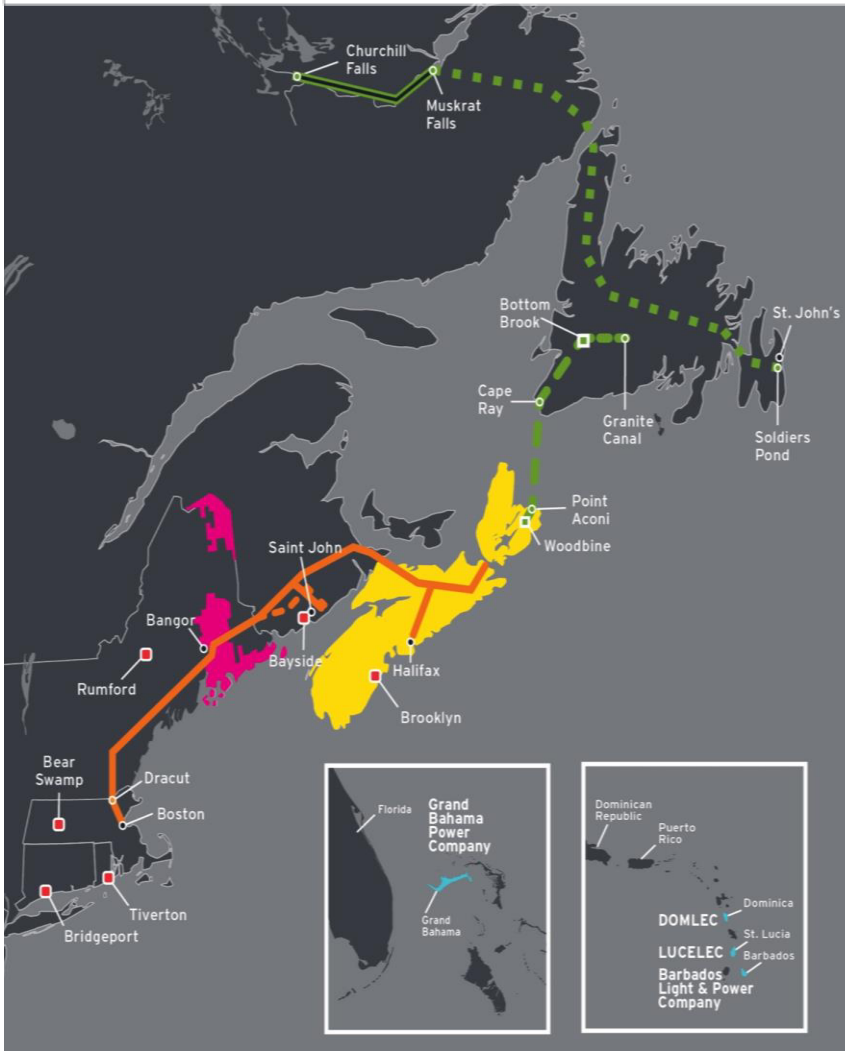 Churchill
Falls
Muskrat
Falls
Bottom
Brook
St. John's
Cape
Ray
Granite
Canal
Soldiers
Pond
Point
Aconi
Woodbine
Saint John
Bangor
Bayside
Halifax
Rumford
Brooklyn
Bear
Swamp
Dracut
Boston
Tiverton
Bridgeport
Florida
Grand
Bahama
Power
Company
Grand
Bahama
Dominican
Republic
Puerto
Rico
Dominica
DOMLEC
St. Lucia
LUCELEC
Barbados
Barbados
Light & Power
Company